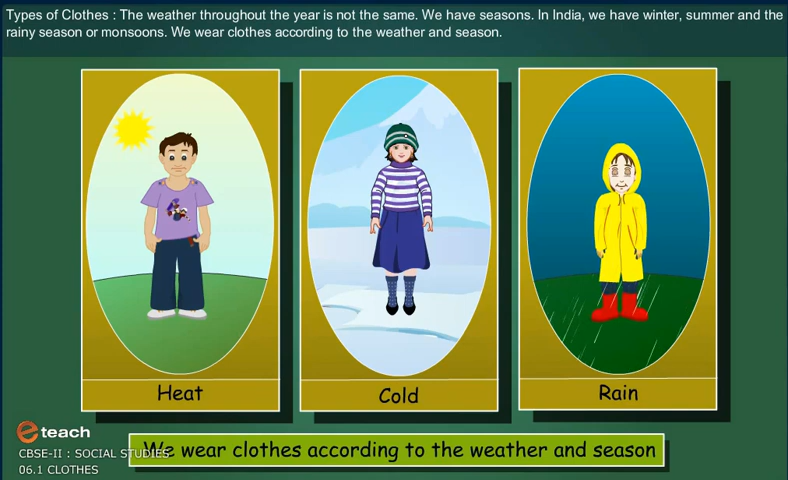 Types of Clothes : The weather throughout the year is not the same. We have seasons. In India, we have winter, summer and the
rainy season or monsoons. We wear clothes according to the weather and season.
Heat
Cold
Rain
e teach
We wear clothes according to the weather and season
CBSE-II : SOCIAL STUDIES
06.1 CLOTHES